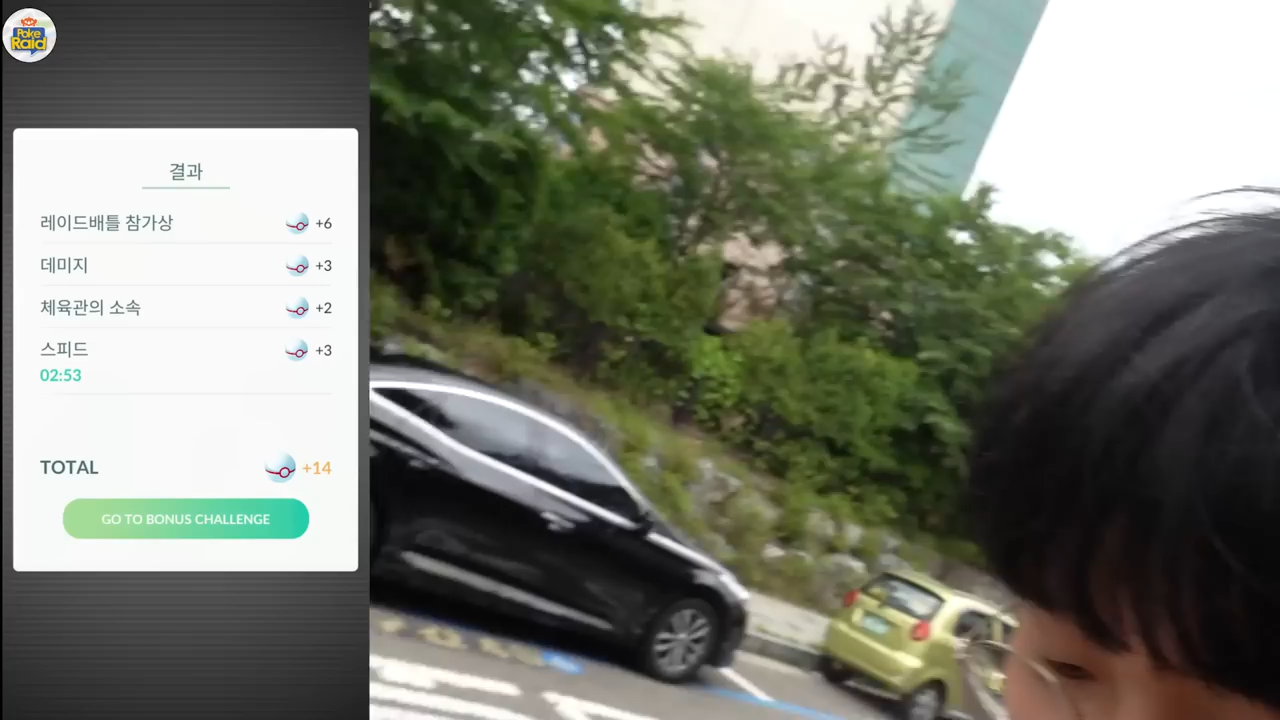 Poke
Raid
결과
레이드배틀 참가상 +6
데미지 +3
체육관의 소속 +2
스피드 +3
02:53
TOTAL +14
GO TO BONUS CHALLENGE